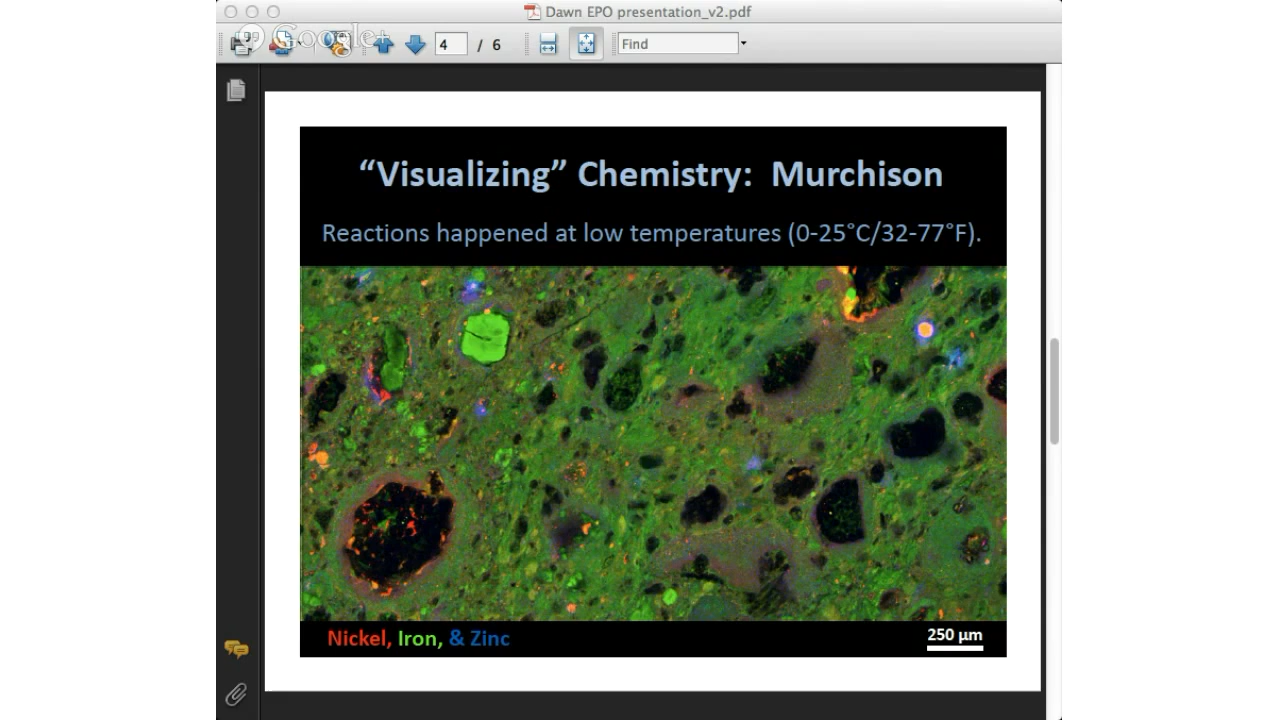 Dawn EPO presentation_v2.pdf
Google+
4 / 6
Find
“Visualizing” Chemistry: Murchison
Reactions happened at low temperatures (0-25°C/32-77°F).
Nickel, Iron, & Zinc
250 µm